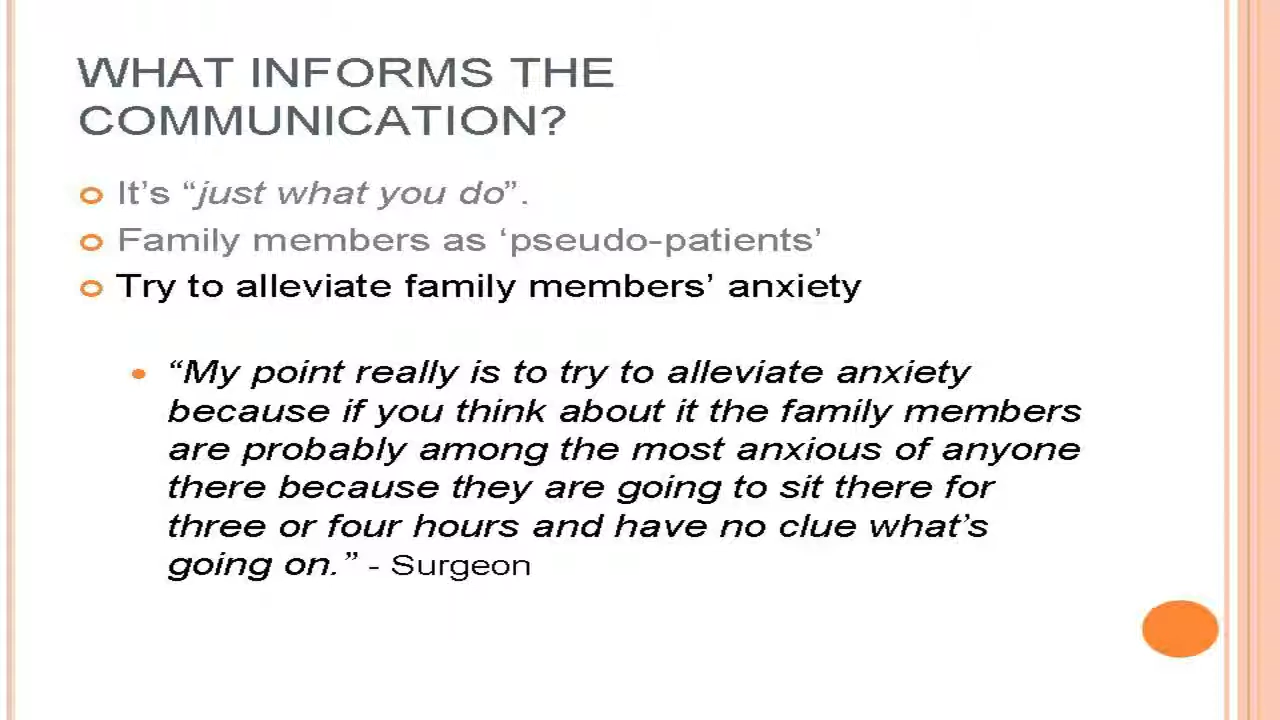 WHAT INFORMS THE
COMMUNICATION?
It's “just what you do”.
Family members as ‘pseudo-patients’
Try to alleviate family members’ anxiety
“My point really is to try to alleviate anxiety
because if you think about it the family members
are probably among the most anxious of anyone
there because they are going to sit there for
three or four hours and have no clue what’s
going on.” - Surgeon